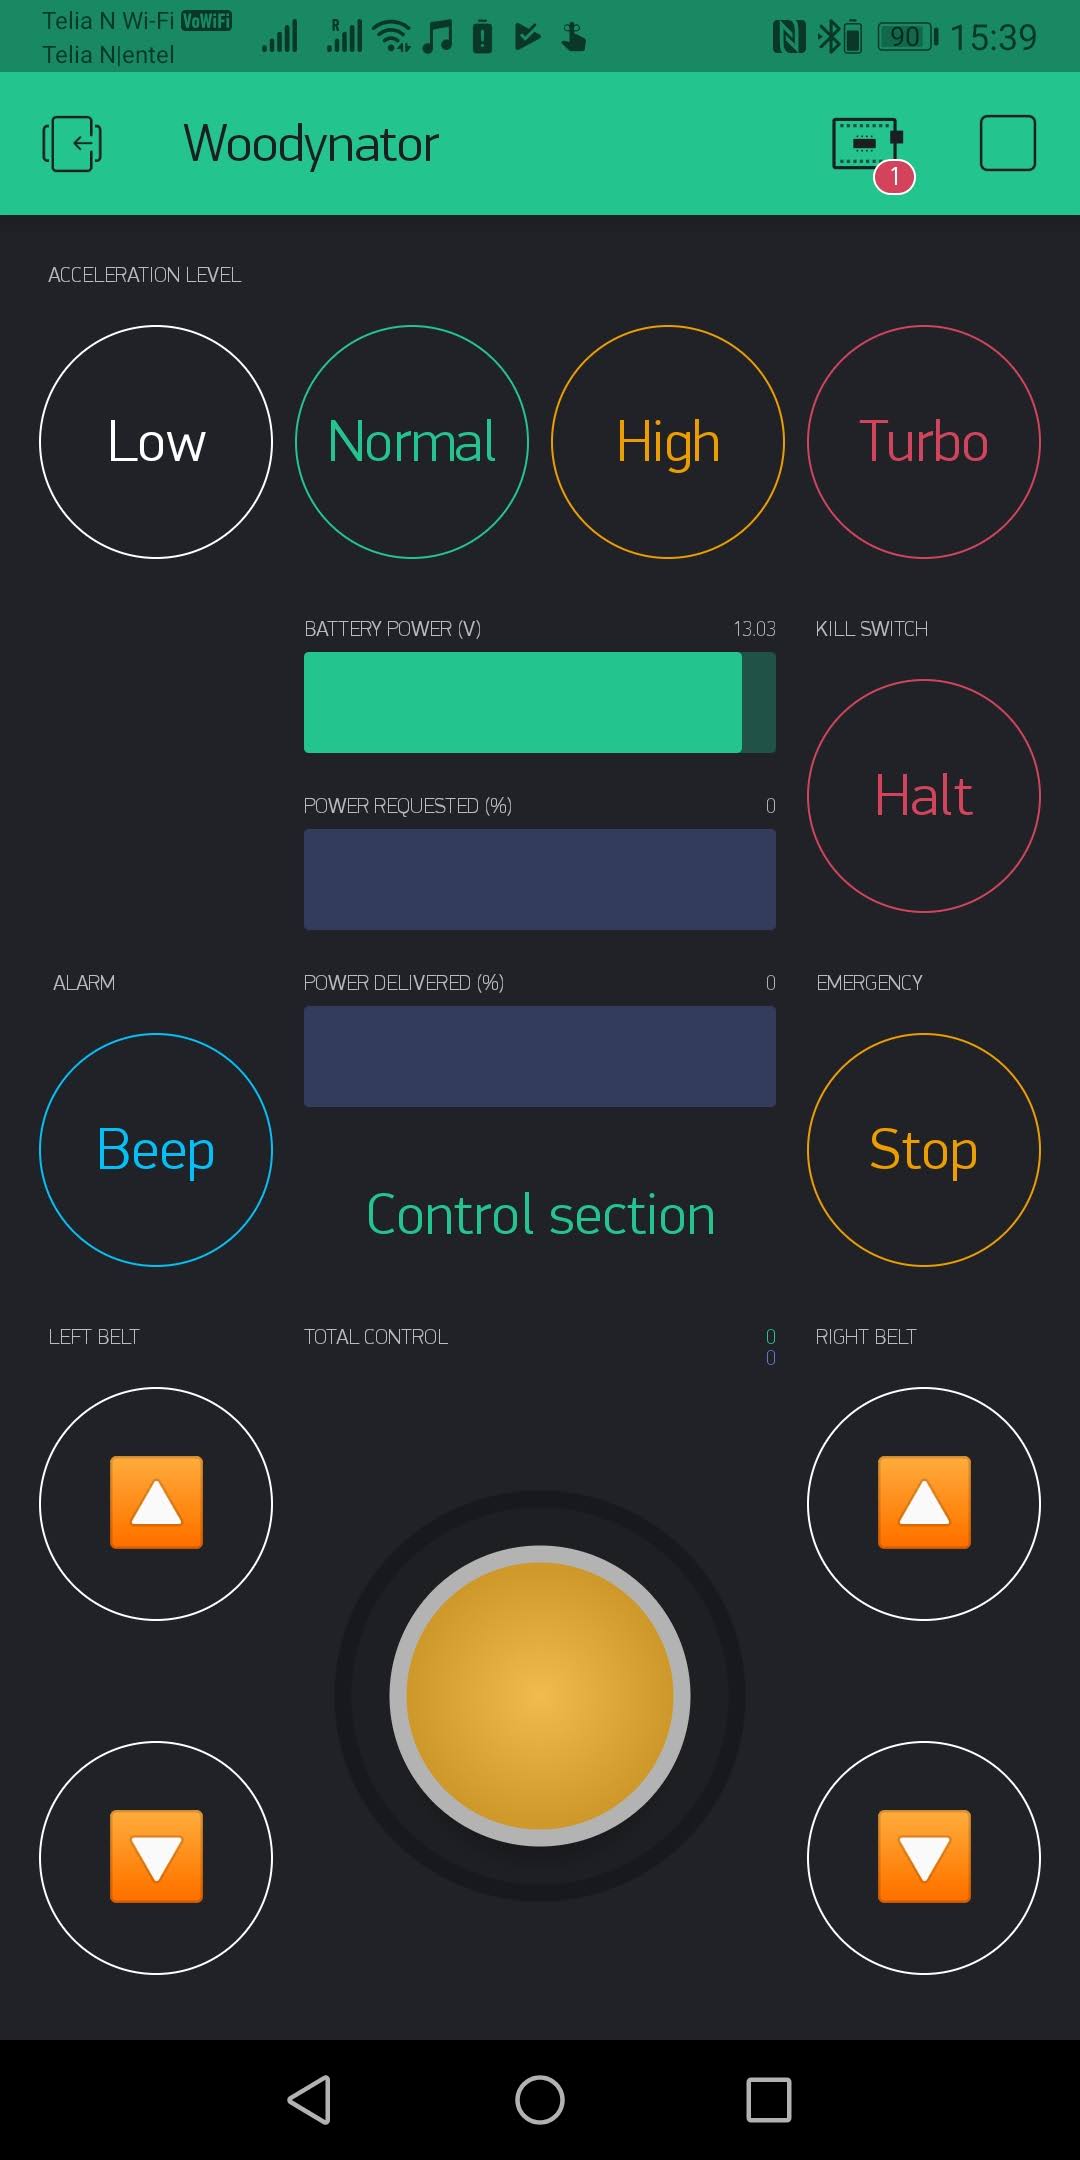 Telia N Wi-Fi VoWiFi
Telia N|entel
R
90 15:39
Woodynator
1
ACCELERATION LEVEL
Low Normal High Turbo
BATTERY POWER (V) 13.03 KILL SWITCH
POWER REQUESTED (%) 0
Halt
ALARM POWER DELIVERED (%) 0 EMERGENCY
Beep Stop
Control section
LEFT BELT TOTAL CONTROL 0 RIGHT BELT
0